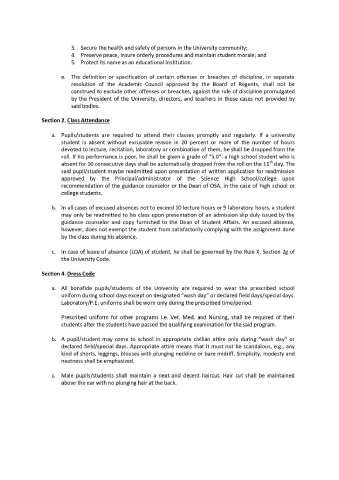 3. Secure the health and safety of persons in the University community;
4. Preserve peace, insure orderly procedures and maintain student morale; and
5. Protect its name as an educational institution.
e. The definition or specification of certain offenses or breaches of discipline, in separate
resolution of the Academic Council approved by the Board of Regents, shall not be
construed to exclude other offenses or breaches, against the rule of discipline promulgated
by the President of the University, directors, and teachers in those cases not provided by
said bodies.
Section 2. Class Attendance
a. Pupils/students are required to attend their classes promptly and regularly. If a university
student is absent without excusable reason in 20 percent or more of the number of hours
devoted to lecture, recitation, laboratory or combination of them, he shall be dropped from the
roll. If his performance is poor, he shall be given a grade of "5.0". a high school student who is
absent for 10 consecutive days shall be automatically dropped from the roll on the 11th day. The
said pupil/student maybe readmitted upon presentation of written application for readmission
approved by the Principal/administrator of the Science High School/college upon
recommendation of the guidance counselor or the Dean of OSA, in the case of high school or
college students.
b. In all cases of excused absences not to exceed 10 lecture hours or 9 laboratory hours, a student
may only be readmitted to his class upon presentation of an admission slip duly issued by the
guidance counselor and copy furnished to the Dean of Student Affairs. An excused absence,
however, does not exempt the student from satisfactorily complying with the assignment done
by the class during his absence.
c. In case of leave of absence (LOA) of student, he shall be governed by the Rule X. Section 2g of
the University Code.
Section 4. Dress Code
a. All bonafide pupils/students of the University are required to wear the prescribed school
uniform during school days except on designated "wash day" or declared field days/special days.
Laboratory/P.E. uniforms shall be worn only during the prescribed time/period.
Prescribed uniform for other programs i.e. Vet. Med. and Nursing, shall be required of their
students after the students have passed the qualifying examination for the said program.
b. A pupil/student may come to school in appropriate civilian attire only during "wash day" or
declared field/special days. Appropriate attire means that it must not be scandalous, e.g., any
kind of shorts, leggings, blouses with plunging neckline or bare midriff. Simplicity, modesty and
neatness shall be emphasized.
c. Male pupils/students shall maintain a neat and decent haircut. Hair cut shall be maintained
above the ear with no plunging hair at the back.